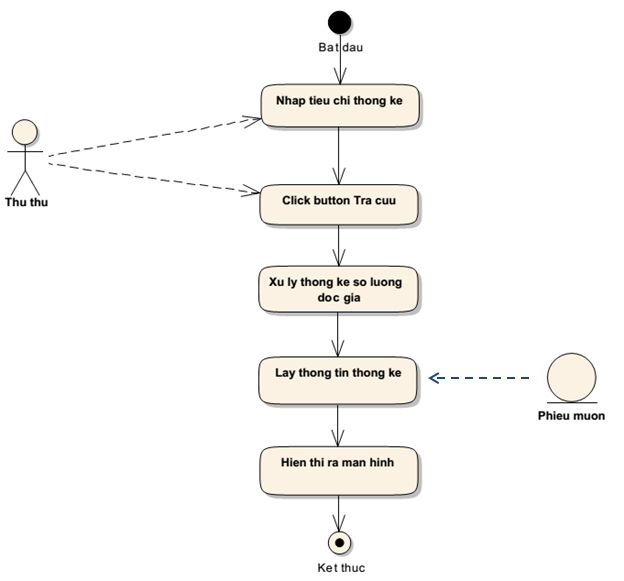 Bat dau
Nhap tieu chi thong ke
Thu thu
Click button Tra cuu
Xu ly thong ke so luong
doc gia
Lay thong tin thong ke
Phieu muon
Hien thi ra man hinh
Ket thuc